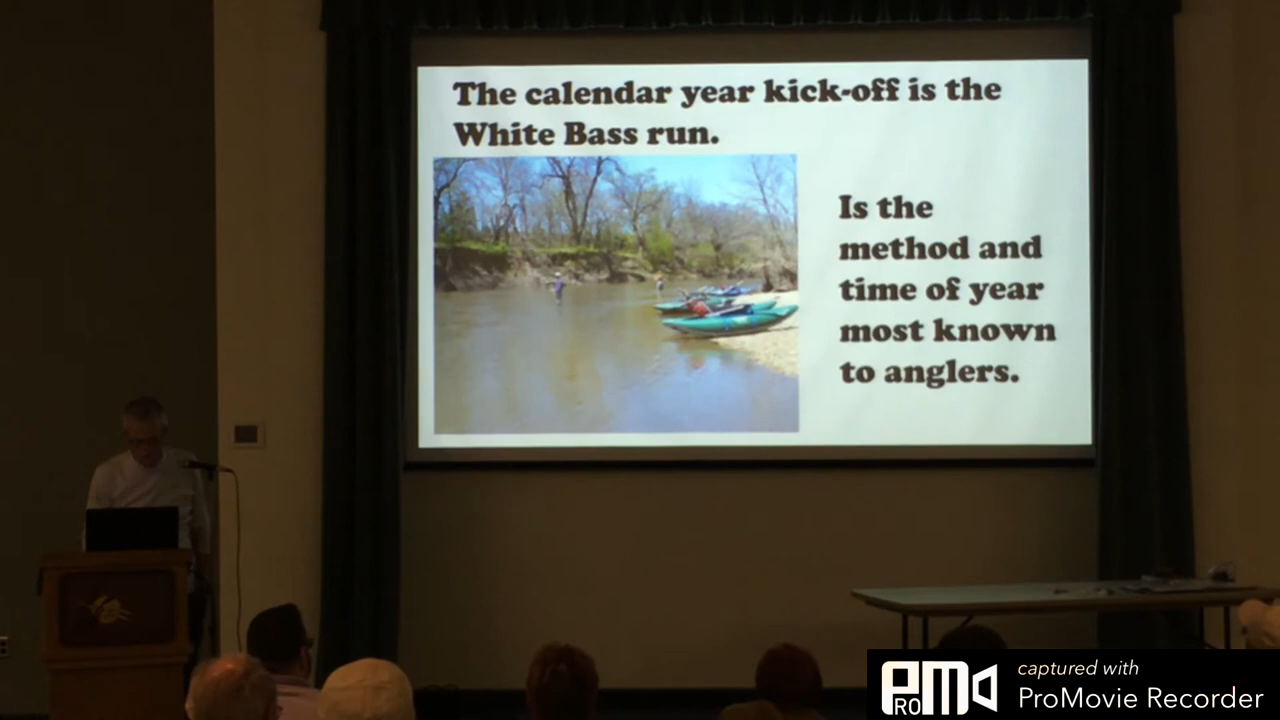 The calendar year kick-off is the
White Bass run.
Is the
method and
time of year
most known
to anglers.
PROM
captured with
ProMovie Recorder